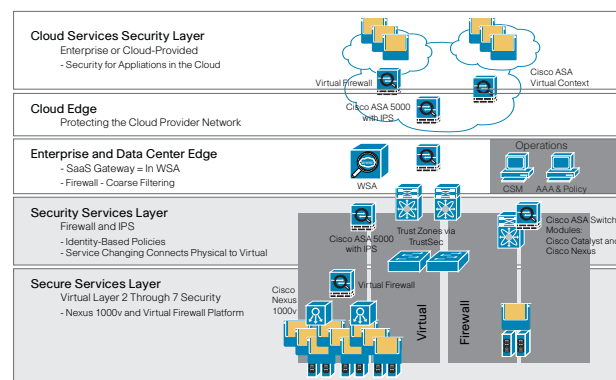 Cloud Services Security Layer
Enterprise or Cloud-Provided
- Security for Appliations in the Cloud
Virtual Firewall
Cisco ASA
Virtual Context
Cisco ASA 5000
with IPS
Cloud Edge
Protecting the Cloud Provider Network
Enterprise and Data Center Edge
- SaaS Gateway = In WSA
- Firewall - Coarse Filtering
WSA
Operations
CSM
AAA & Policy
Security Services Layer
Firewall and IPS
- Identity-Based Policies
- Service Changing Connects Physical to Virtual
Cisco ASA 5000
with IPS
Trust Zones via
TrustSec
Cisco ASA Switch
Modules:
Cisco Catalyst and
Cisco Nexus
Secure Services Layer
Virtual Layer 2 Through 7 Security
- Nexus 1000v and Virtual Firewall Platform
Cisco
Nexus
1000v
Virtual Firewall
Virtual
Firewall